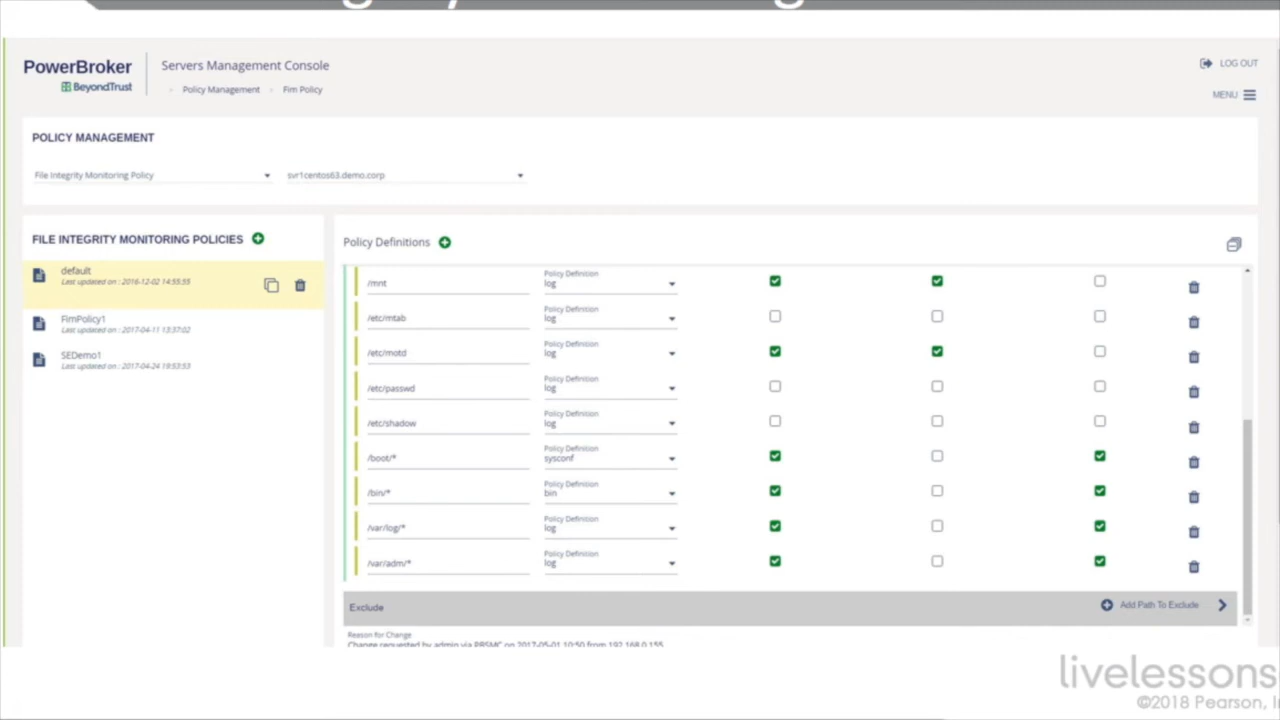 PowerBroker
BeyondTrust
Servers Management Console
Policy Management
Fim Policy
LOG OUT
MENU
POLICY MANAGEMENT
File Integrity Monitoring Policy
svr1centos63.demo.corp
FILE INTEGRITY MONITORING POLICIES
default
Last updated on : 2016-12-02 14:55:55
FimPolicy1
Last updated on : 2017-04-11 13:37:02
SEDemo1
Last updated on : 2017-04-24 19:53:53
Policy Definitions
/mnt
Policy Definition
log
/etc/mtab
Policy Definition
log
/etc/motd
Policy Definition
log
/etc/passwd
Policy Definition
log
/etc/shadow
Policy Definition
log
/boot/*
Policy Definition
sysconf
/bin/*
Policy Definition
bin
/var/log/*
Policy Definition
log
/var/adm/*
Policy Definition
log
Exclude
Add Path To Exclude
Reason for Change
Change requested by admin via PBSMC on 2017-05-01 10:50 from 192.168.0.155
livelessons
©2018 Pearson,